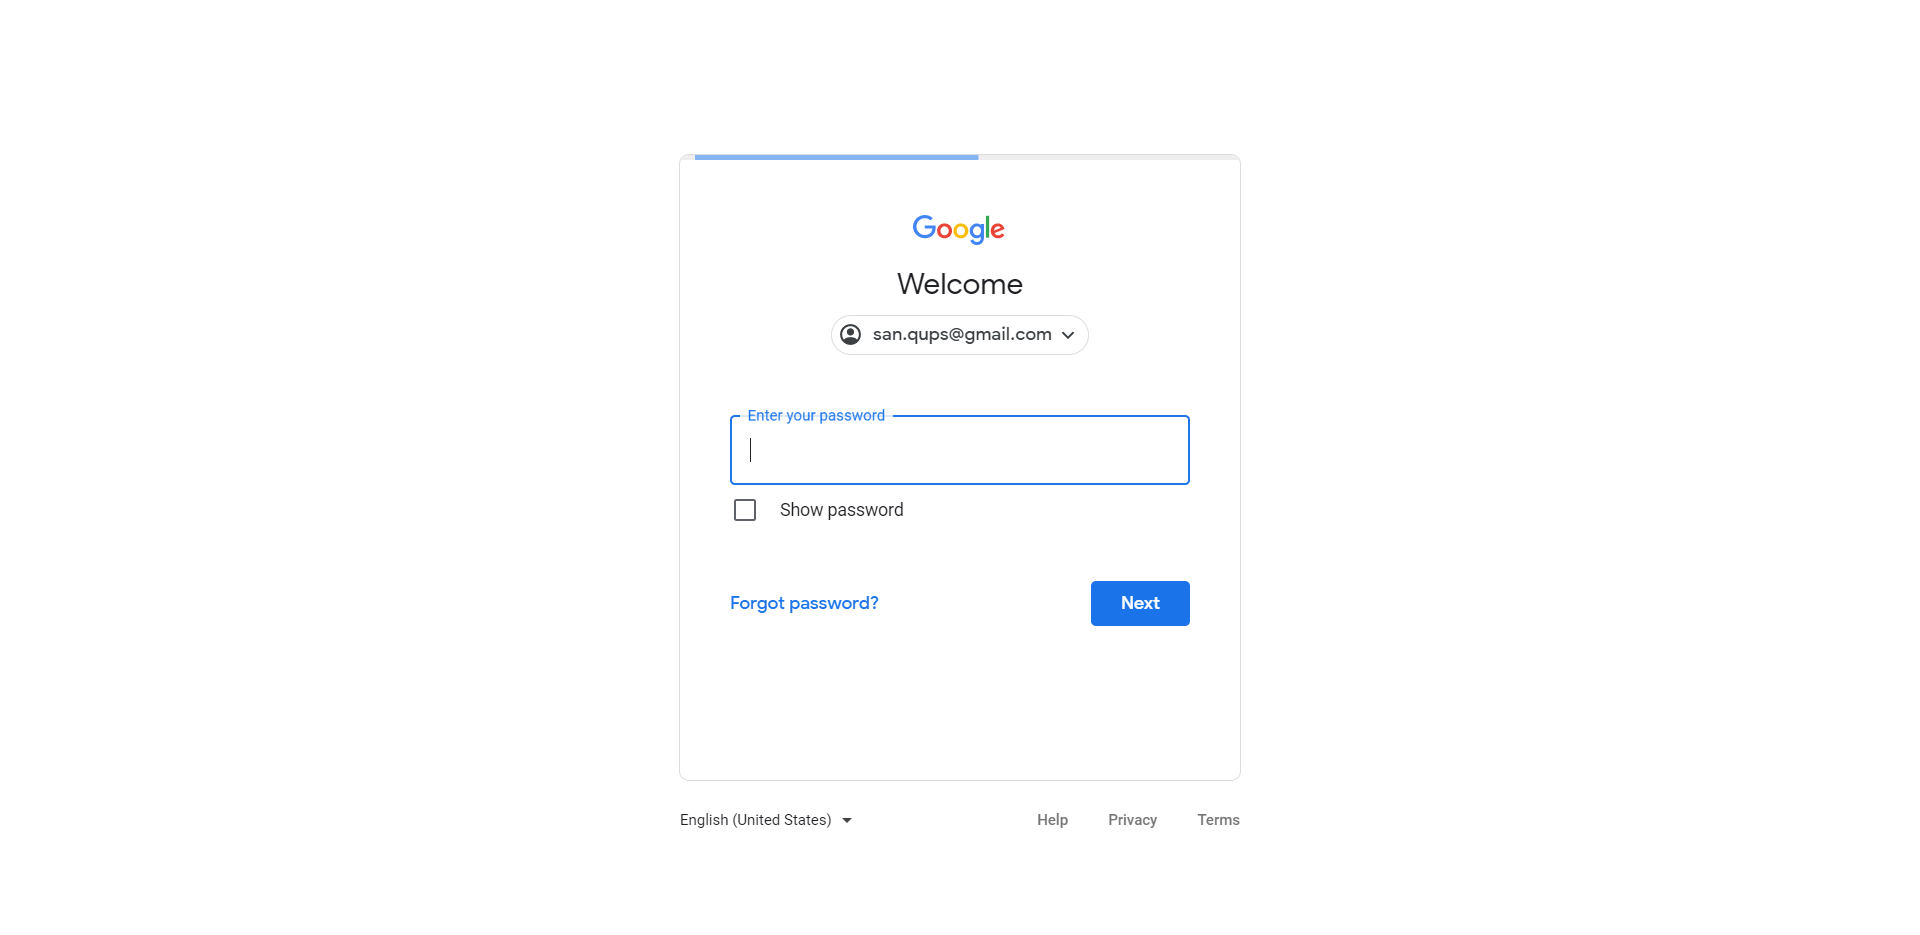 Google
Welcome
san.qups@gmail.com
Enter your password
Show password
Forgot password?
Next
English (United States)
Help
Privacy
Terms